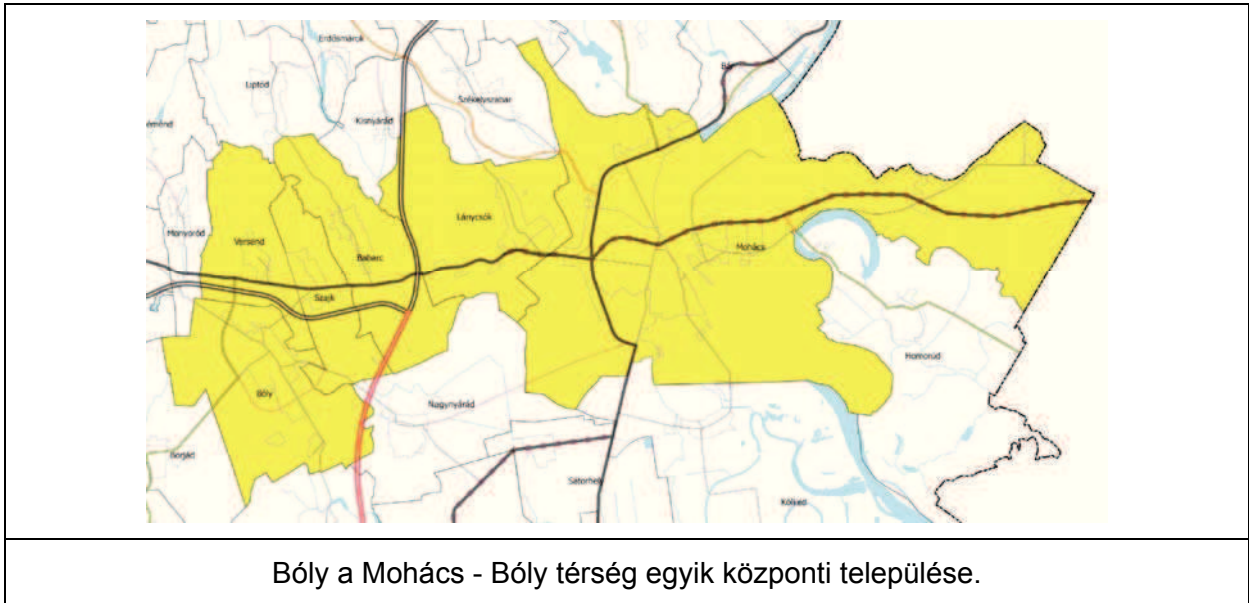 Erdősmárok
Liptód
Székelyszabar
Kisnyárád
Lánycsók
Monyoród
Versend
Babarc
Mohács
Szajk
Homorúd
Bóly
Nagynyárád
Borjád
Sátorhely
Kölked
Bóly a Mohács - Bóly térség egyik központi települése.